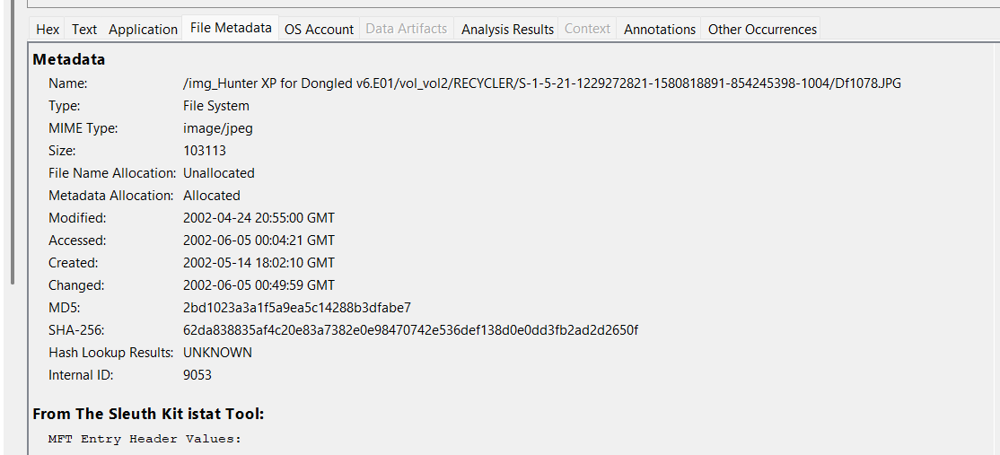 Hex Text Application File Metadata OS Account Data Artifacts Analysis Results Context Annotations Other Occurrences
Metadata
Name: /img_Hunter XP for Dongled v6.E01/vol_vol2/RECYCLER/S-1-5-21-1229272821-1580818891-854245398-1004/Df1078.JPG
Type: File System
MIME Type: image/jpeg
Size: 103113
File Name Allocation: Unallocated
Metadata Allocation: Allocated
Modified: 2002-04-24 20:55:00 GMT
Accessed: 2002-06-05 00:04:21 GMT
Created: 2002-05-14 18:02:10 GMT
Changed: 2002-06-05 00:49:59 GMT
MD5: 2bd1023a3a1f5a9ea5c14288b3dfabe7
SHA-256: 62da838835af4c20e83a7382e0e98470742e536def138d0e0dd3fb2ad2d2650f
Hash Lookup Results: UNKNOWN
Internal ID: 9053
From The Sleuth Kit istat Tool:
MFT Entry Header Values: